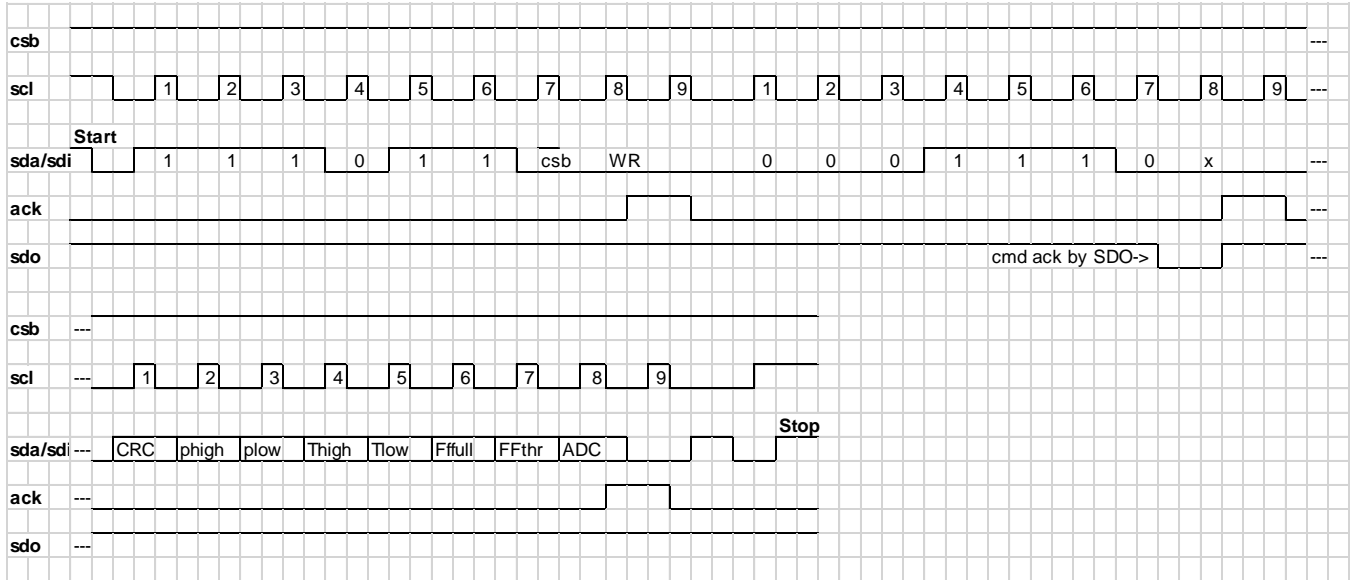 csb ---
scl 1 2 3 4 5 6 7 8 9 1 2 3 4 5 6 7 8 9 ---
Start
sda/sdi 1 1 1 0 1 1 csb WR 0 0 0 1 1 1 0 x ---
ack ---
sdo cmd ack by SDO-> ---
csb ---
scl --- 1 2 3 4 5 6 7 8 9
Stop
sda/sdi --- CRC phigh plow Thigh Tlow Fffull FFthr ADC
ack ---
sdo ---